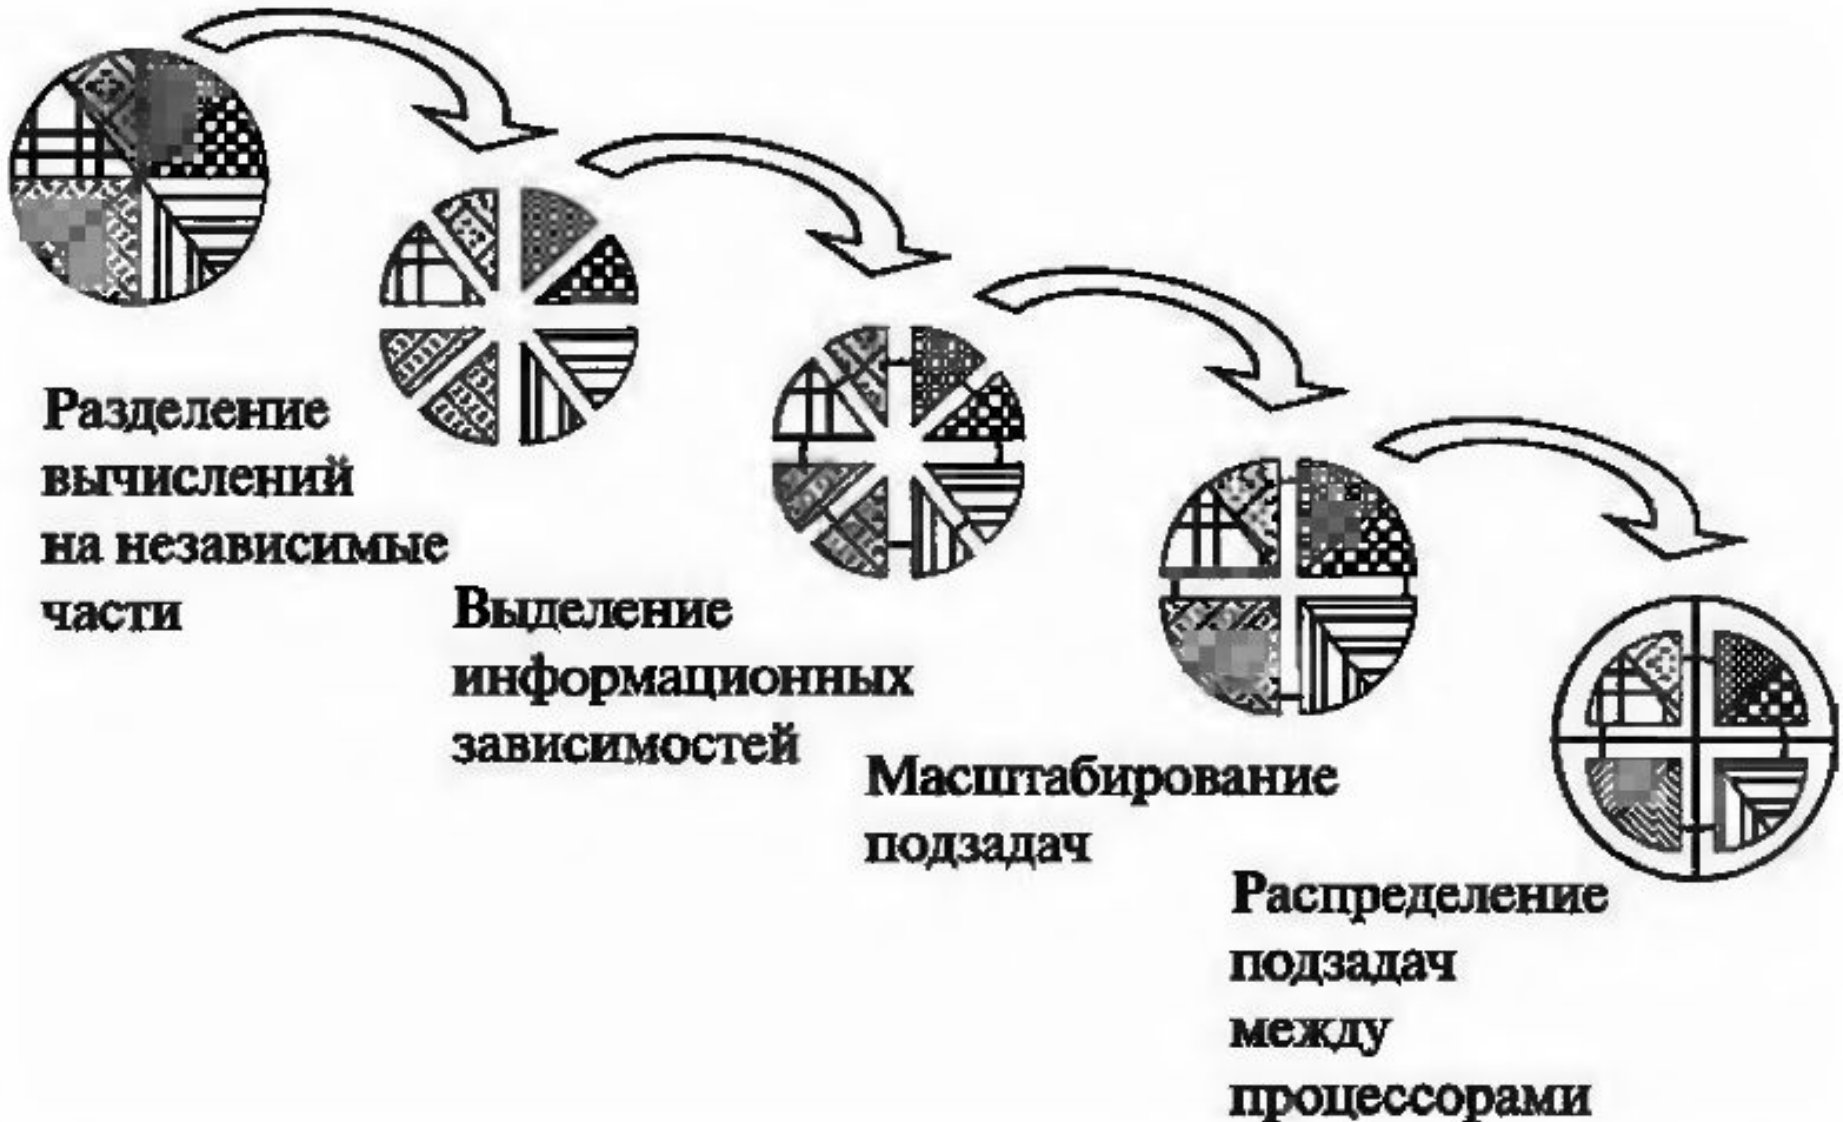 Разделение
вычислений
на независимые
части
Выделение
информационных
зависимостей
Масштабирование
подзадач
Распределение
подзадач
между
процессорами